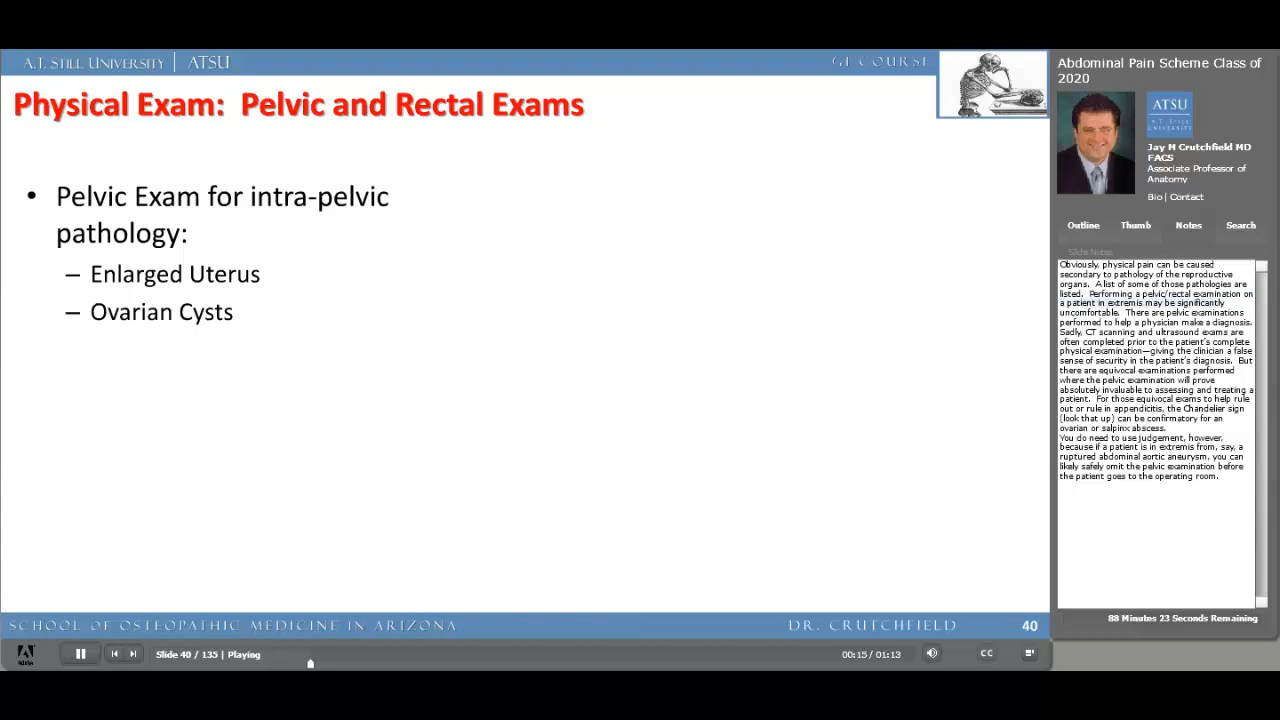 A.T. STILL UNIVERSITY | ATSU
GI COURSE
Physical Exam: Pelvic and Rectal Exams
• Pelvic Exam for intra-pelvic
pathology:
– Enlarged Uterus
– Ovarian Cysts
SCHOOL OF OSTEOPATHIC MEDICINE IN ARIZONA
DR. CRUTCHFIELD
40
Adobe
Slide 40 / 135 | Playing
00:15 / 01:13
CC
Abdominal Pain Scheme Class of
2020
ATSU
A.T. STILL
UNIVERSITY
Jay M Crutchfield MD
FACS
Associate Professor of
Anatomy
Bio | Contact
Outline
Thumb
Notes
Search
Slide Notes
Obviously, physical pain can be caused
secondary to pathology of the reproductive
organs. A list of some of those pathologies are
listed. Performing a pelvic/rectal examination on
a patient in extremis may be significantly
uncomfortable. There are pelvic examinations
performed to help a physician make a diagnosis.
Sadly, CT scanning and ultrasound exams are
often completed prior to the patient's complete
physical examination—giving the clinician a false
sense of security in the patient's diagnosis. But
there are equivocal examinations performed
where the pelvic examination will prove
absolutely invaluable to assessing and treating a
patient. For those equivocal exams to help rule
out or rule in appendicitis, the Chandelier sign
(look that up) can be confirmatory for an
ovarian or salpinx abscess.
You do need to use judgement, however,
because if a patient is in extremis from, say, a
ruptured abdominal aortic aneurysm, you can
likely safely omit the pelvic examination before
the patient goes to the operating room.
88 Minutes 23 Seconds Remaining